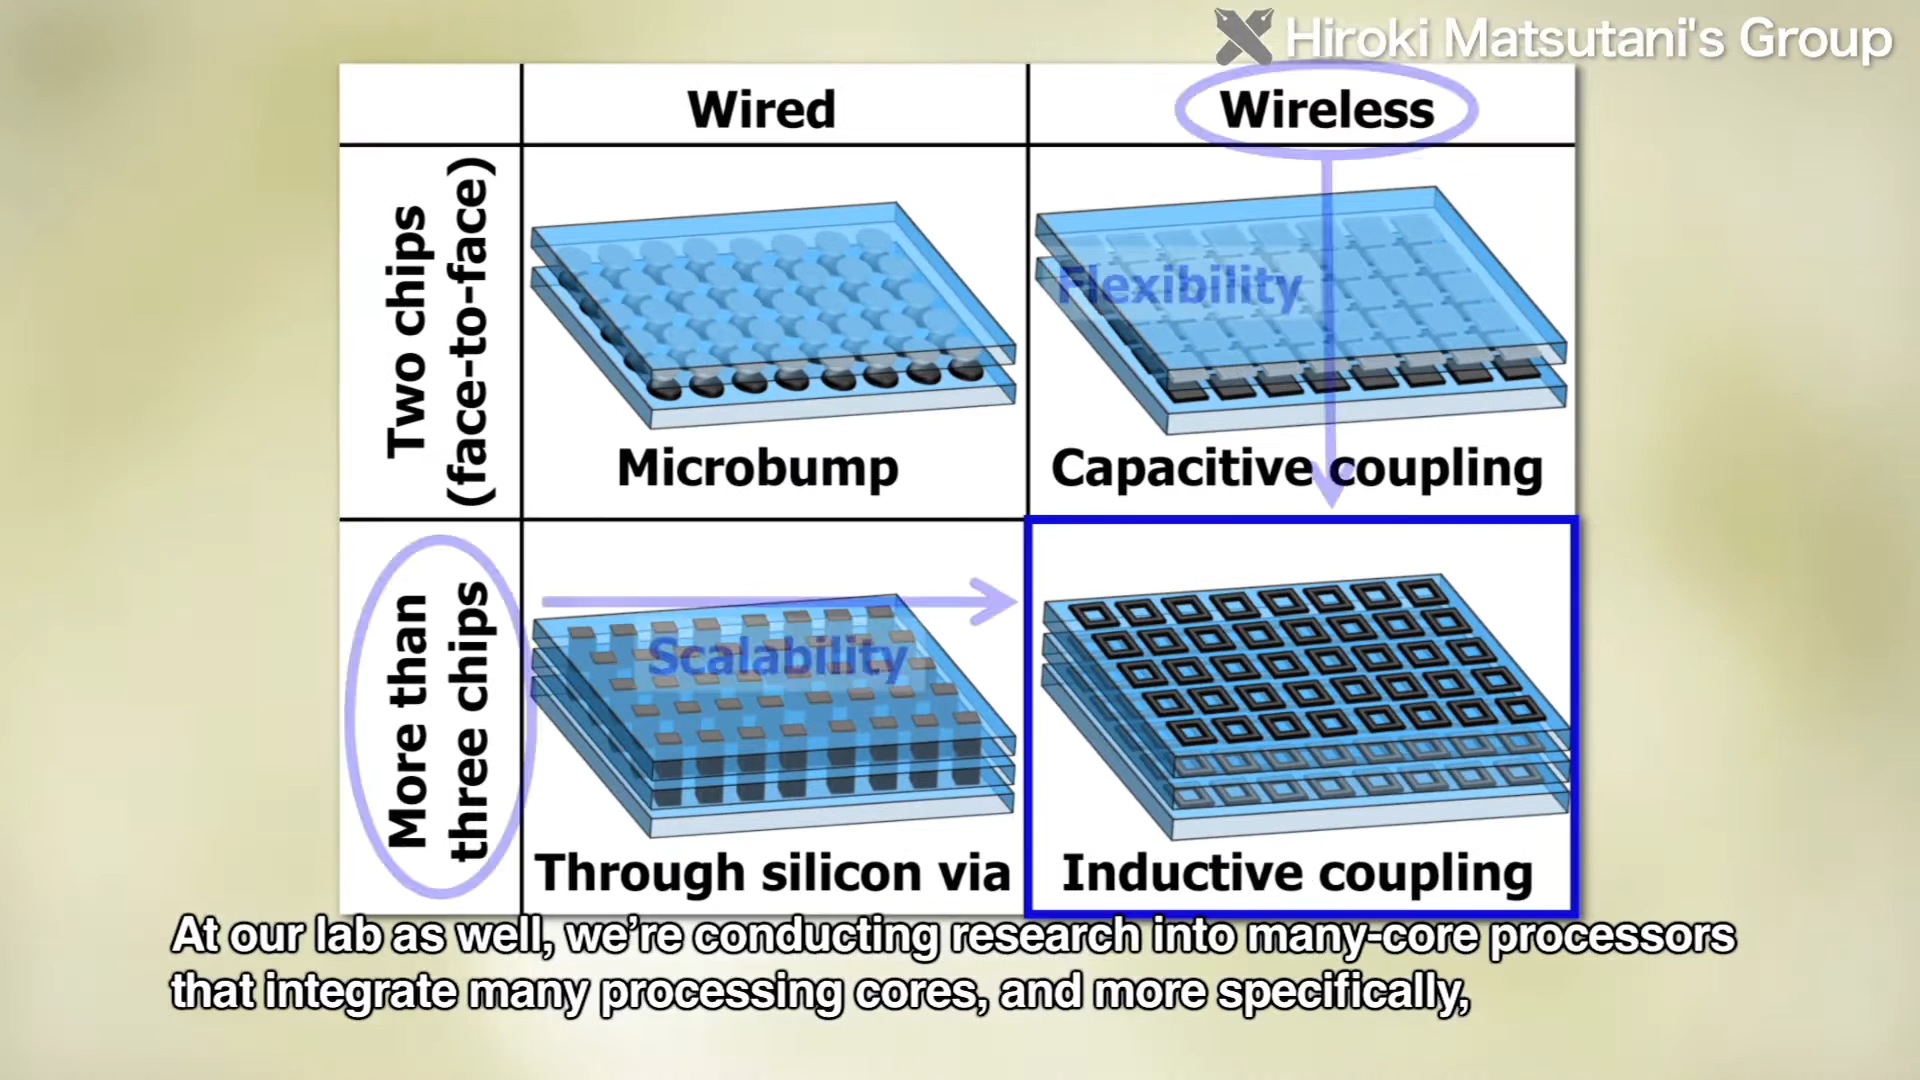 Hiroki Matsutani's Group
Wired
Wireless
Two chips
(face-to-face)
Flexibility
Microbump
Capacitive coupling
More than
three chips
Scalability
Through silicon via
Inductive coupling
At our lab as well, we're conducting research into many-core processors
that integrate many processing cores, and more specifically,